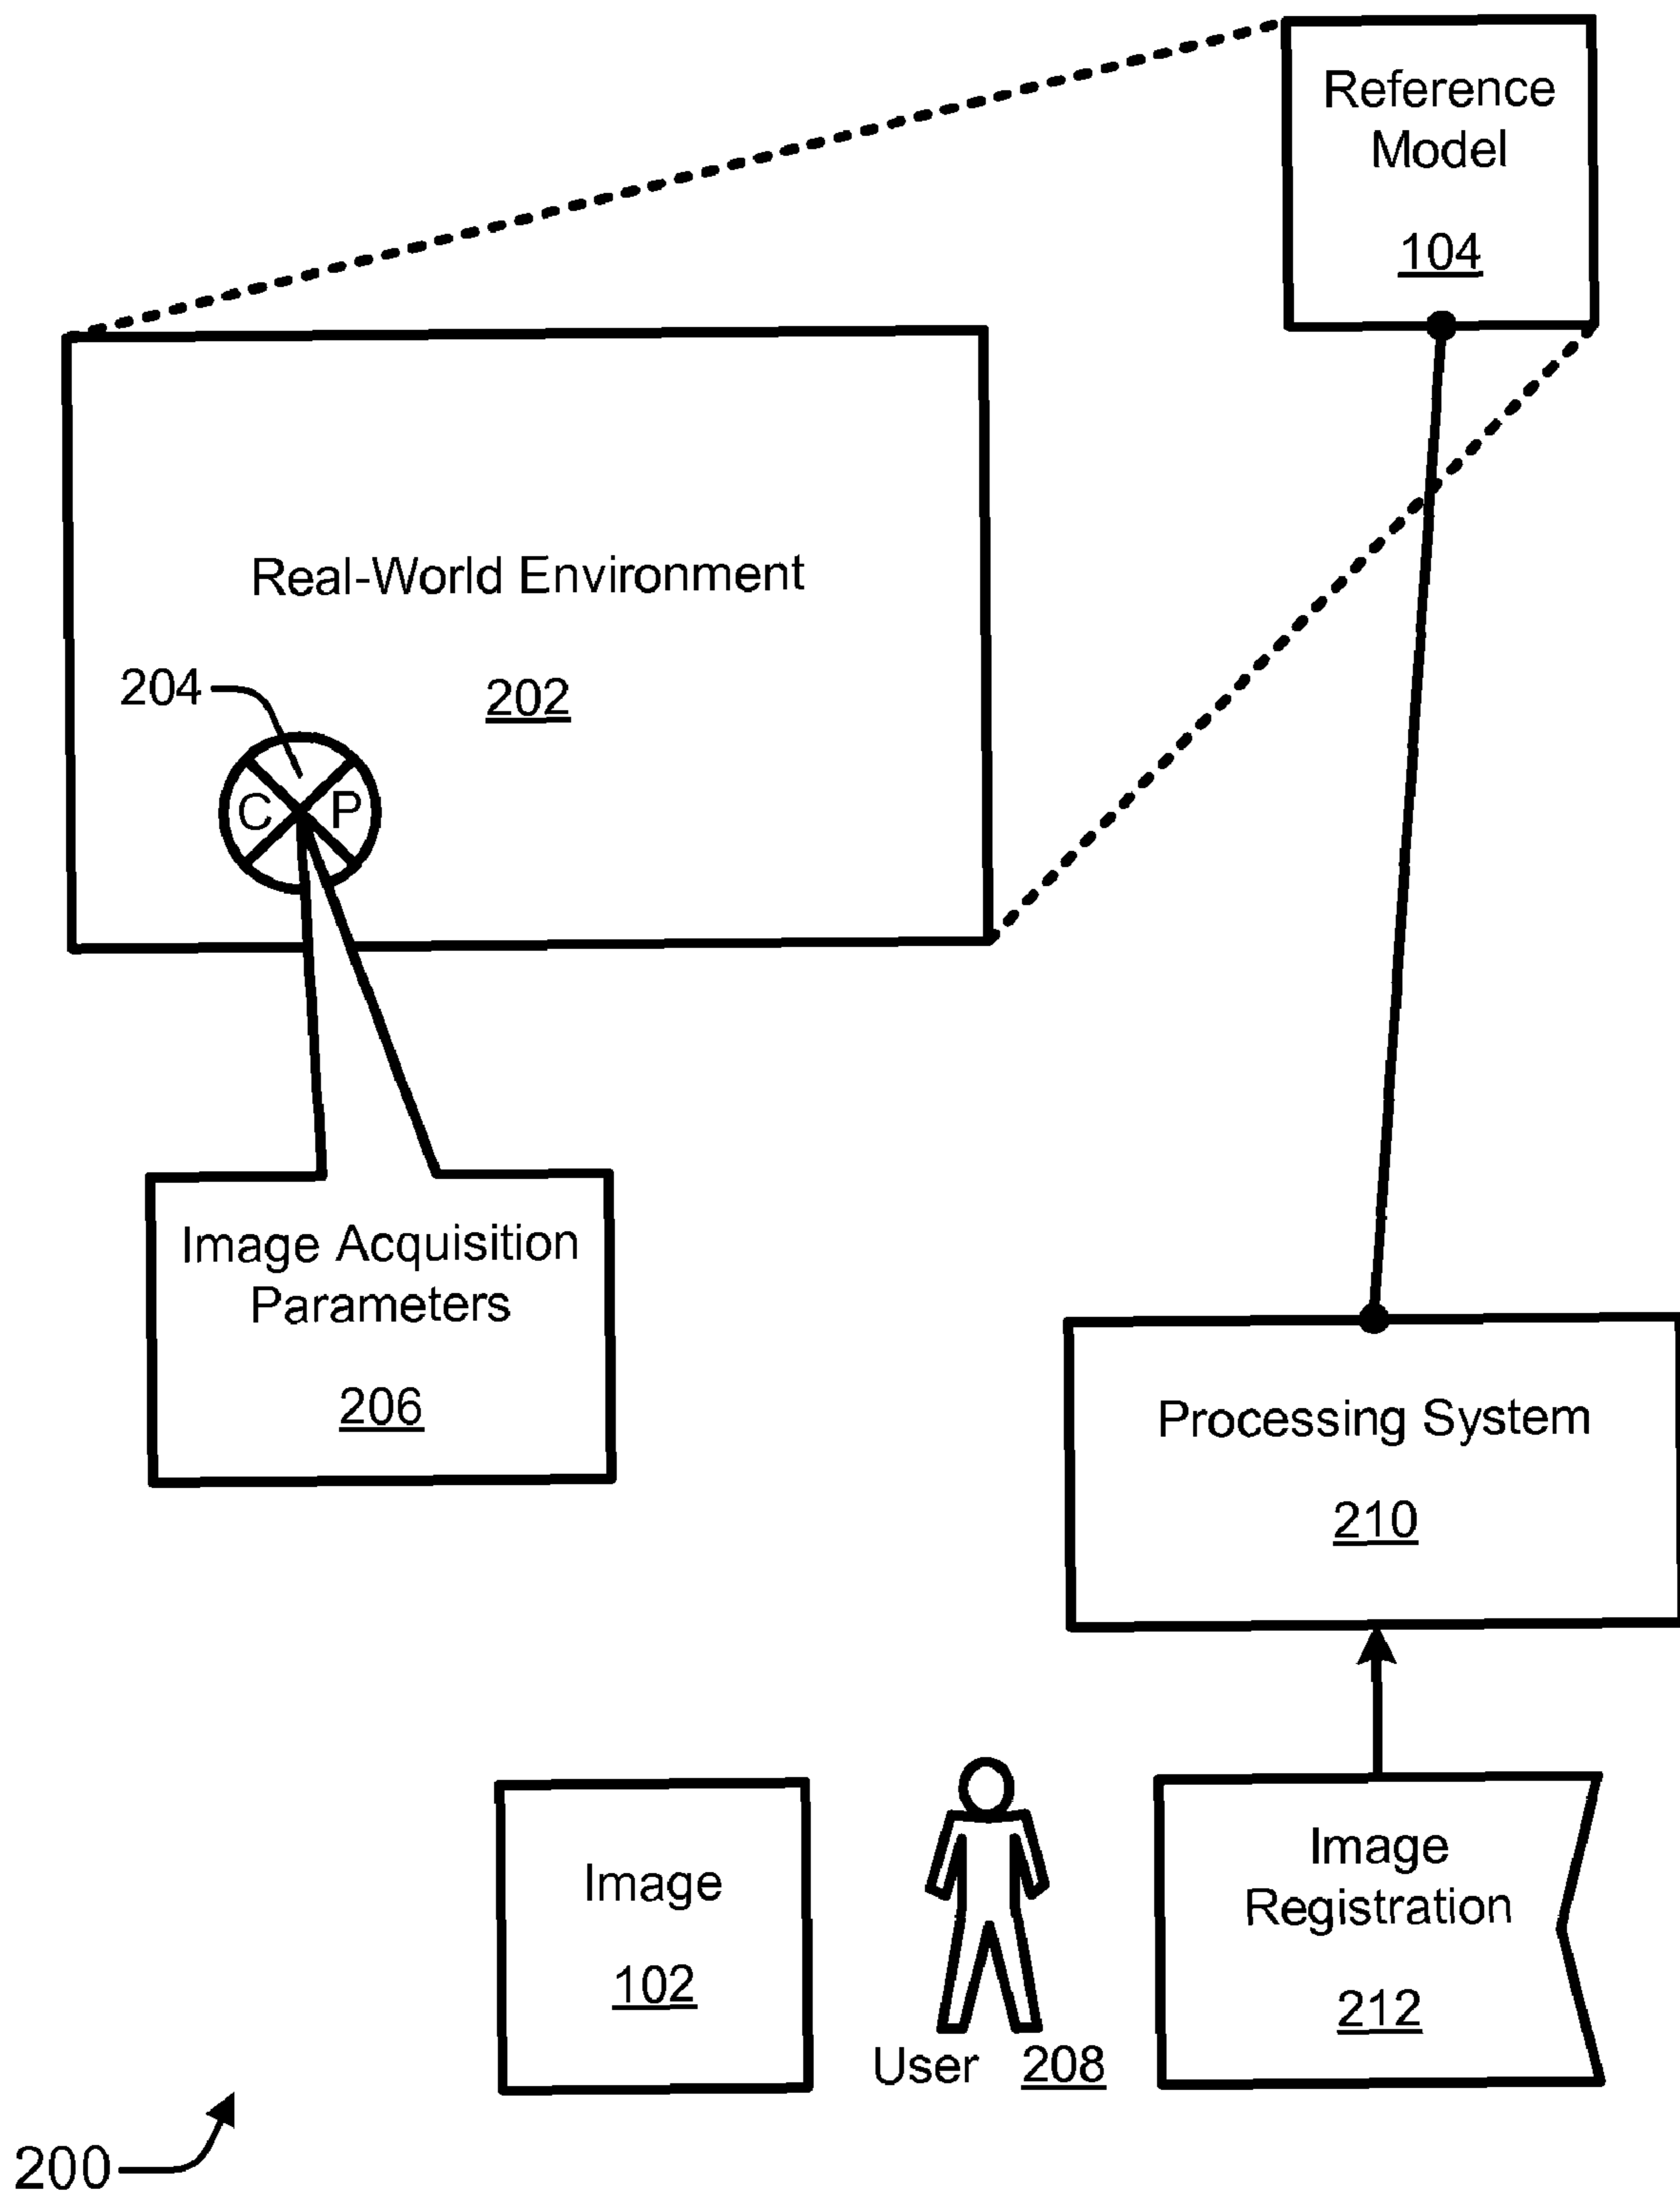 Reference
Model
104
Real-World Environment
204
202
C
P
Image Acquisition
Parameters
206
Processing System
210
Image
102
User 208
Image
Registration
212
200